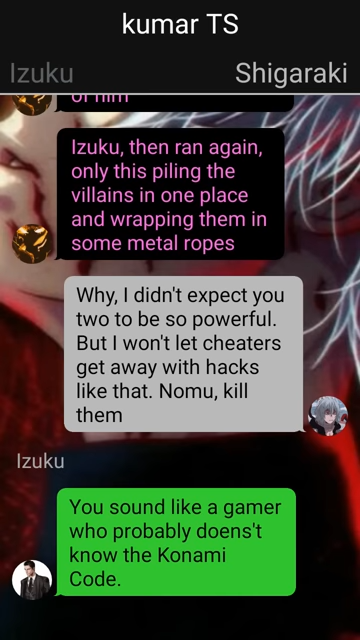 kumar TS
Izuku Shigaraki
of him
Izuku, then ran again,
only this piling the
villains in one place
and wrapping them in
some metal ropes
Why, I didn't expect you
two to be so powerful.
But I won't let cheaters
get away with hacks
like that. Nomu, kill
them
Izuku
You sound like a gamer
who probably doens't
know the Konami
Code.